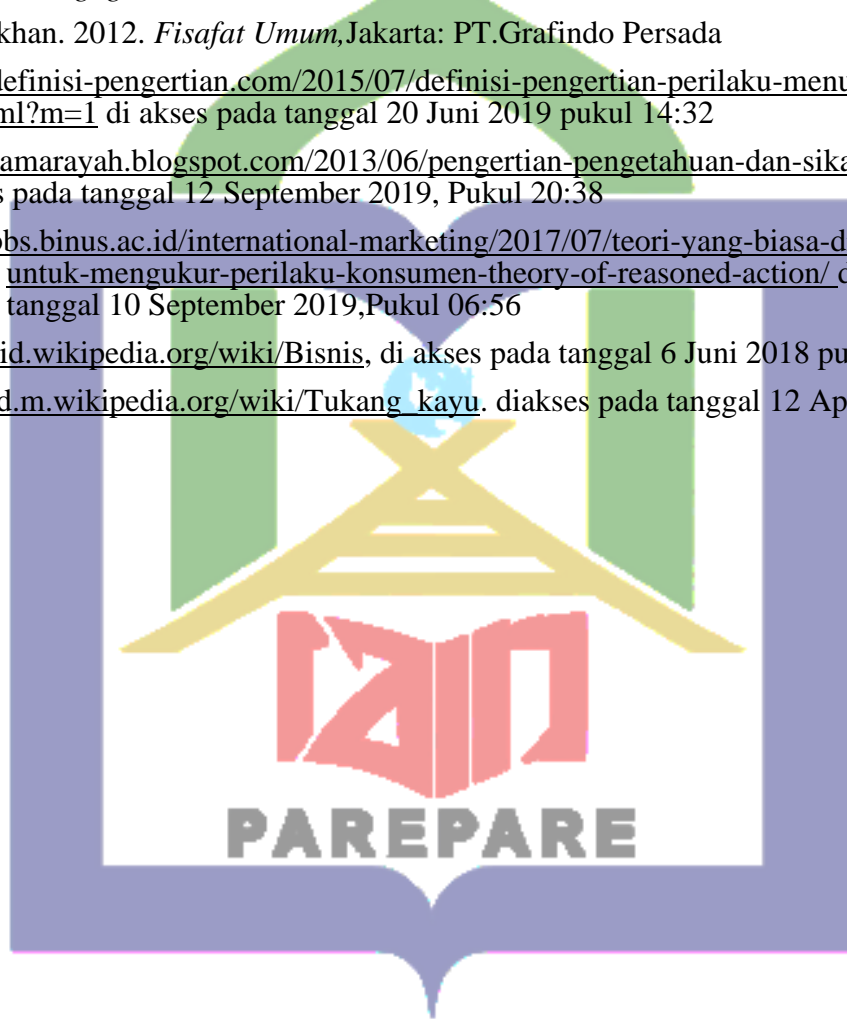 khan. 2012. Fisafat Umum,Jakarta: PT.Grafindo Persada
definisi-pengertian.com/2015/07/definisi-pengertian-perilaku-menu
ml?m=1 di akses pada tanggal 20 Juni 2019 pukul 14:32
amarayah.blogspot.com/2013/06/pengertian-pengetahuan-dan-sika
s pada tanggal 12 September 2019, Pukul 20:38
obs.binus.ac.id/international-marketing/2017/07/teori-yang-biasa-d
untuk-mengukur-perilaku-konsumen-theory-of-reasoned-action/ d
tanggal 10 September 2019,Pukul 06:56
id.wikipedia.org/wiki/Bisnis, di akses pada tanggal 6 Juni 2018 pu
d.m.wikipedia.org/wiki/Tukang_kayu. diakses pada tanggal 12 Ap
iain
PAREPARE